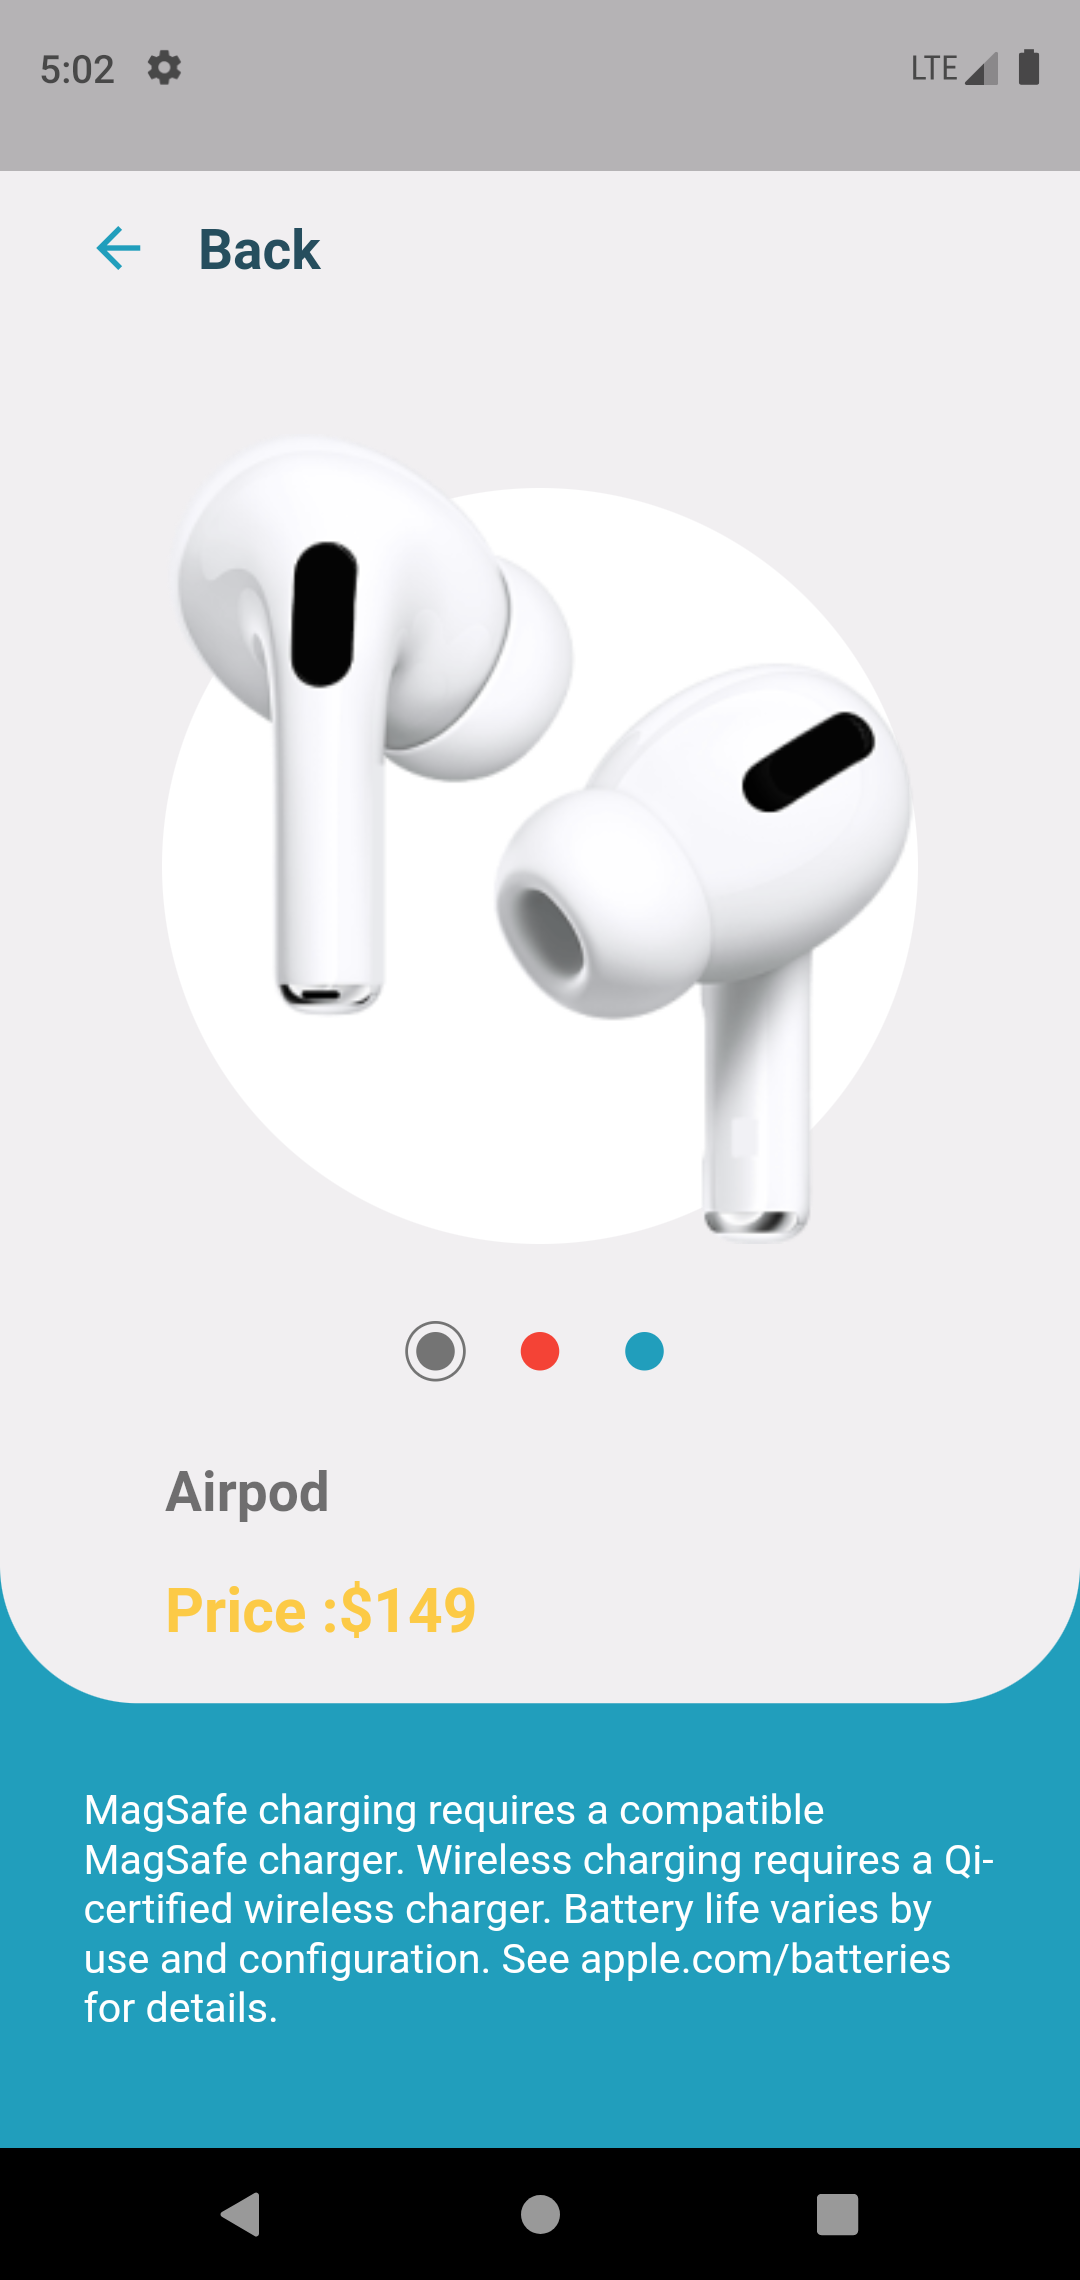 5:02 LTE
Back
Airpod
Price :$149
MagSafe charging requires a compatible
MagSafe charger. Wireless charging requires a Qi-
certified wireless charger. Battery life varies by
use and configuration. See apple.com/batteries
for details.